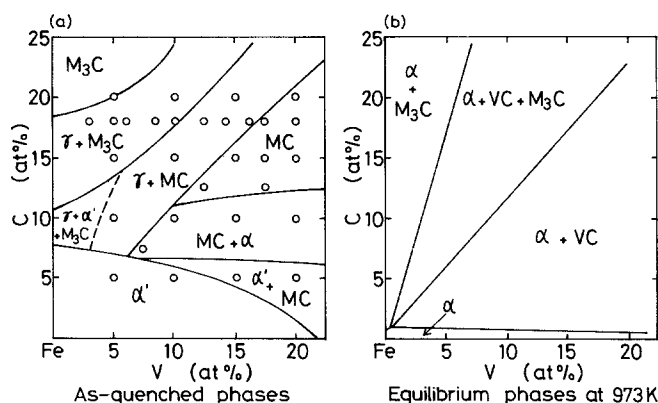 (a)
25
20
15
10
5
C (at%)
M₃C
γ+M₃C
MC
γ+MC
γ+α'
+M₃C
MC+α
α'
α'+
MC
Fe 5 10 15 20
V (at%)
As-quenched phases
(b)
25
20
15
10
5
C (at%)
α
+
M₃C
α+VC+M₃C
α+VC
α
Fe 5 10 15 20
V (at%)
Equilibrium phases at 973K